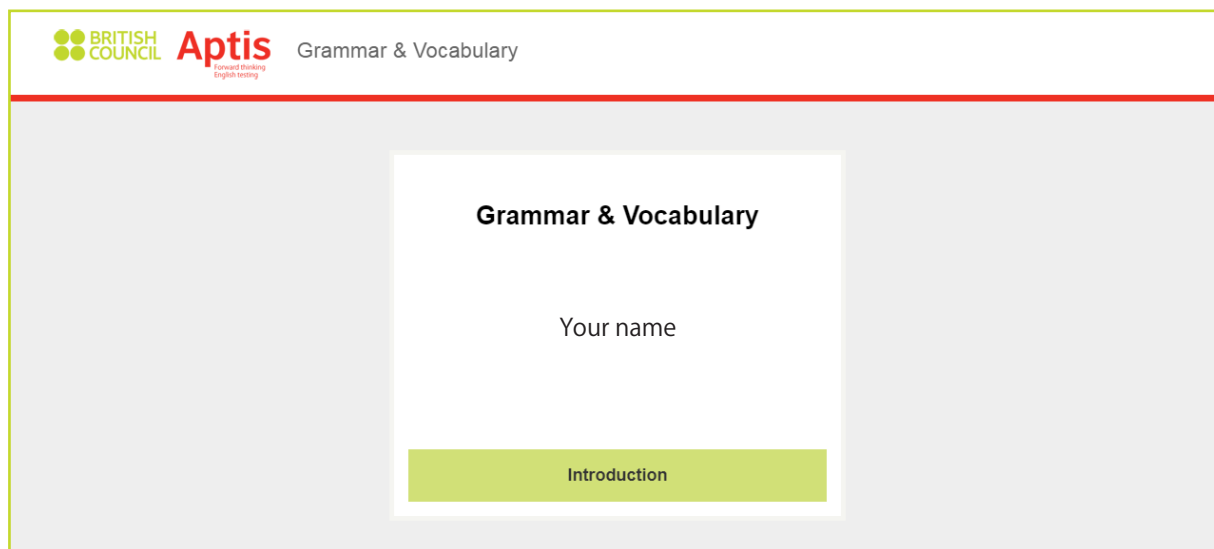 BRITISH
COUNCIL
Aptis
Forward thinking
English testing
Grammar & Vocabulary
Grammar & Vocabulary
Your name
Introduction